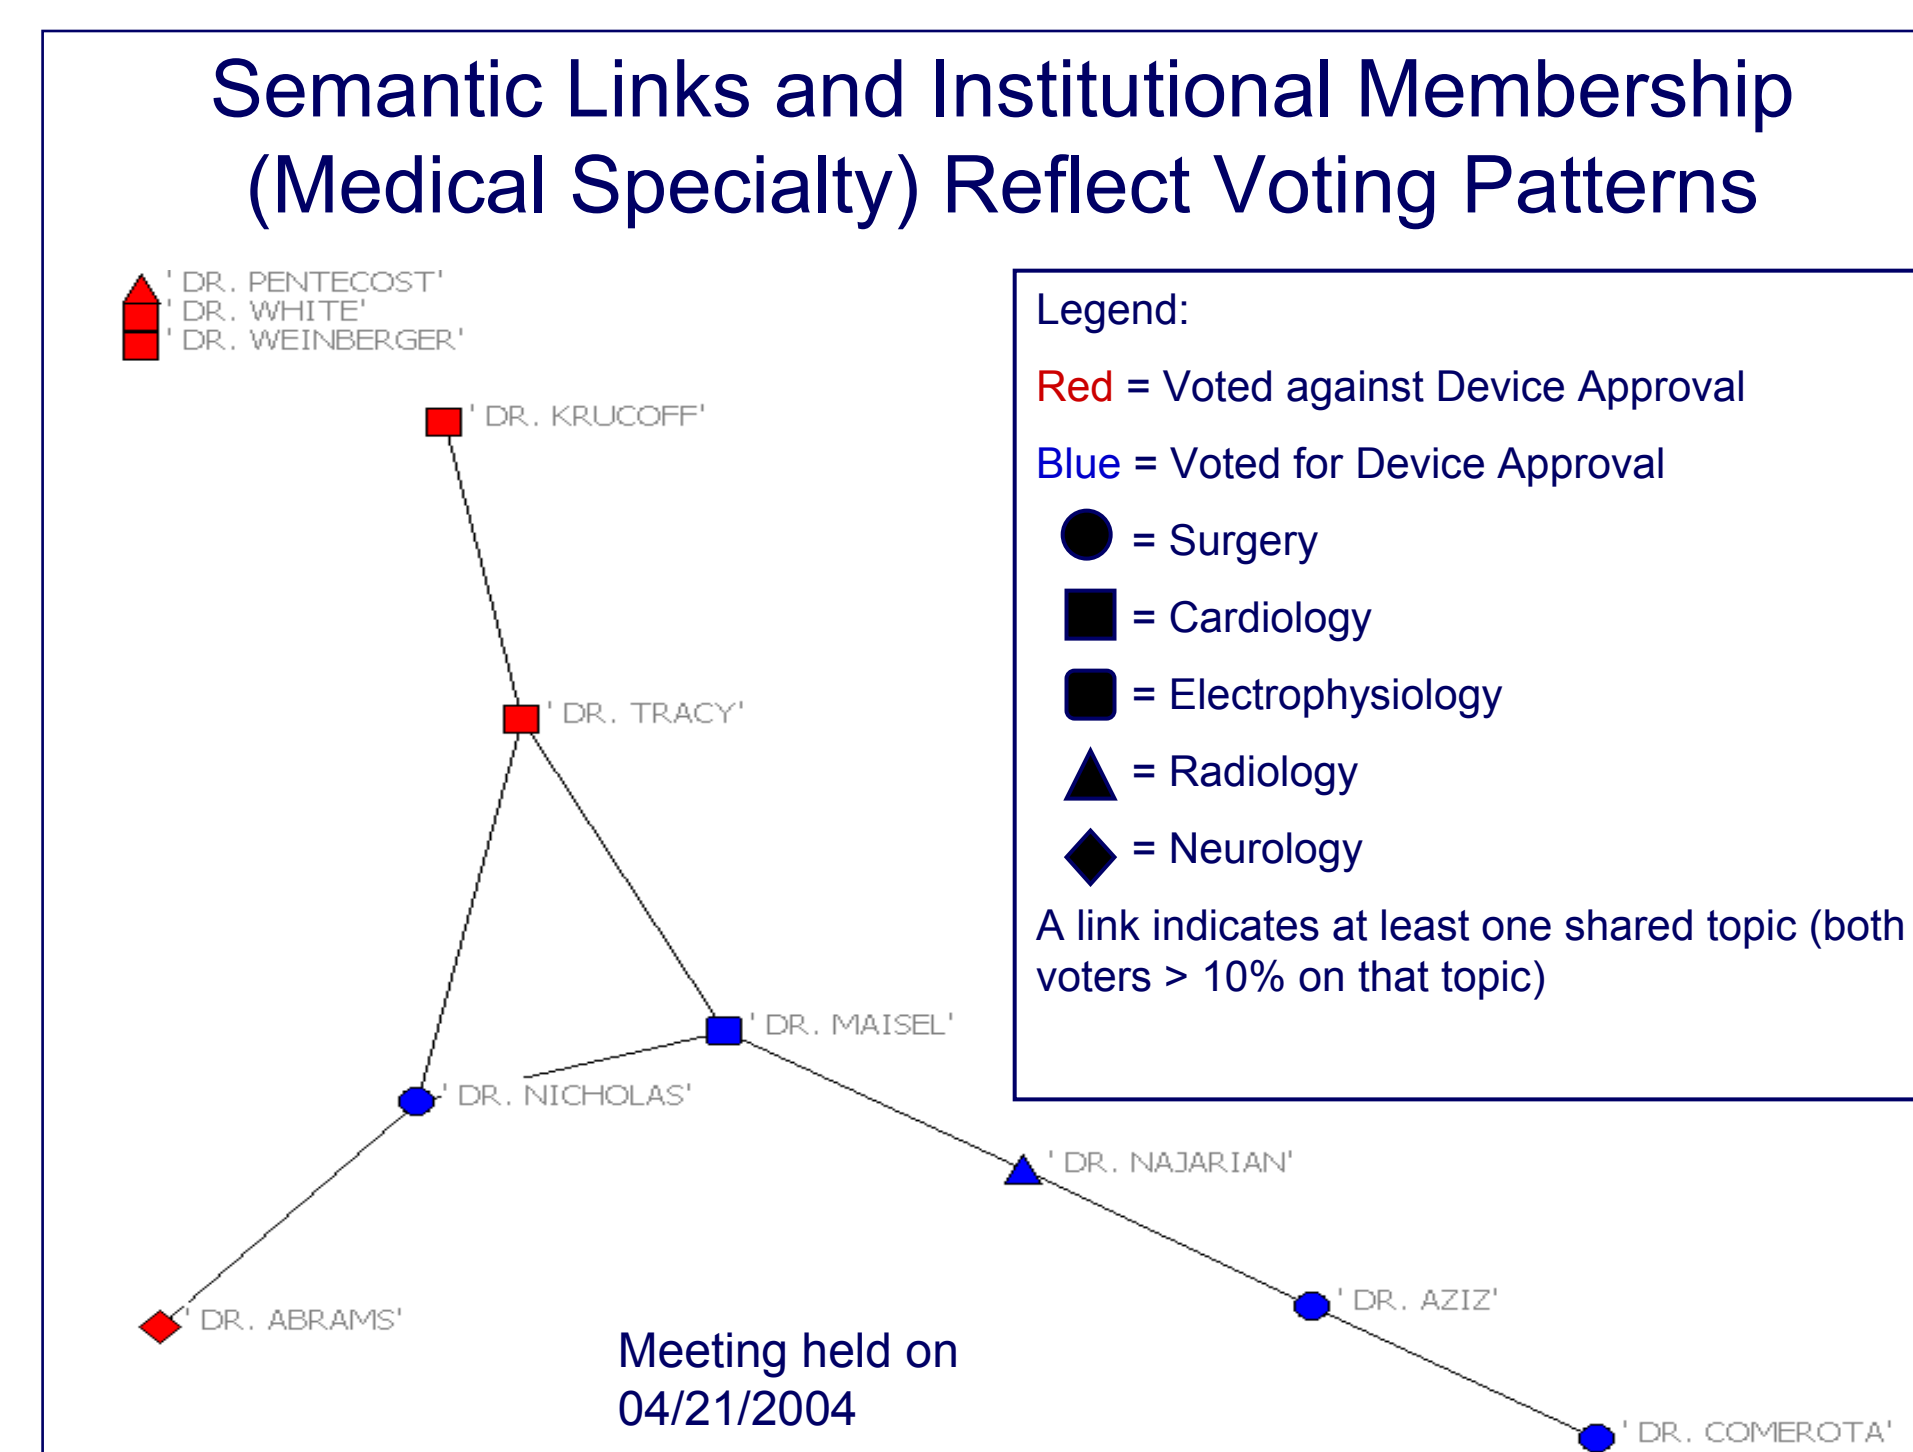 Semantic Links and Institutional Membership
(Medical Specialty) Reflect Voting Patterns
' DR. PENTECOST'
' DR. WHITE'
' DR. WEINBERGER'
' DR. KRUCOFF'
' DR. TRACY'
' DR. MAISEL'
' DR. NICHOLAS'
' DR. NAJARIAN'
' DR. AZIZ'
' DR. ABRAMS'
' DR. COMEROTA'
Legend:
Red = Voted against Device Approval
Blue = Voted for Device Approval
= Surgery
= Cardiology
= Electrophysiology
= Radiology
= Neurology
A link indicates at least one shared topic (both
voters > 10% on that topic)
Meeting held on
04/21/2004